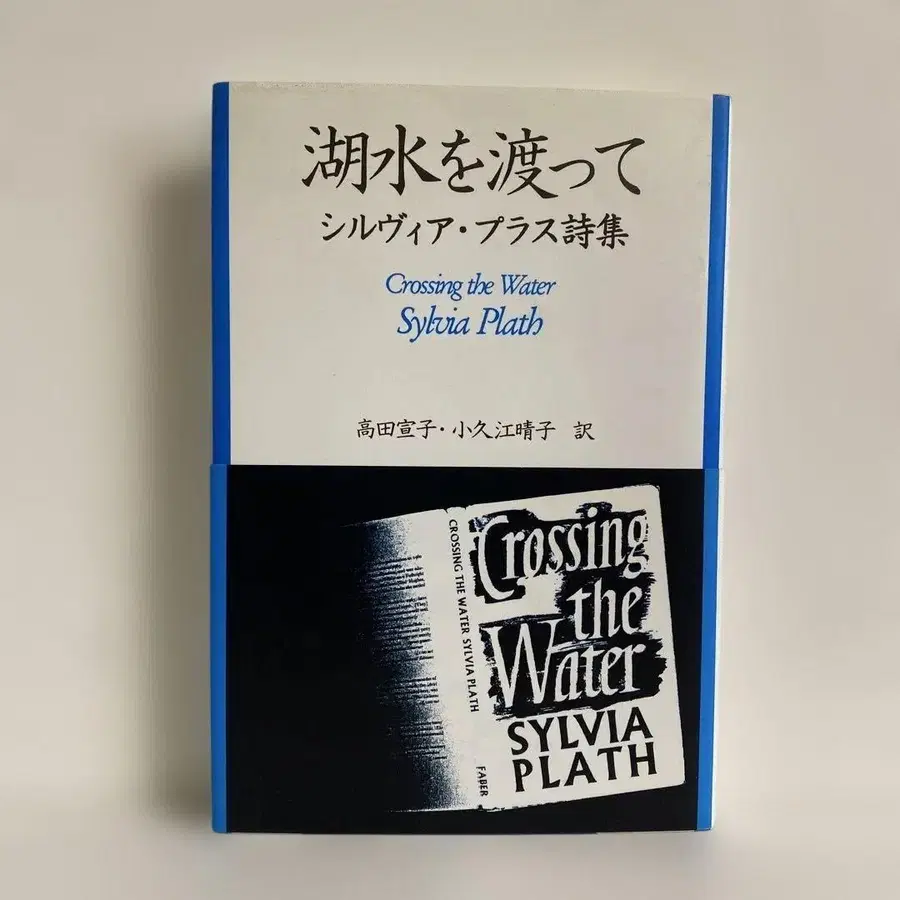 湖水を渡って
シルヴィア・プラス詩集
Crossing the Water
Sylvia Plath
高田宣子・小久江晴子 訳
CROSSING THE WATER SYLVIA PLATH
FABER
Crossing
the
Water
SYLVIA
PLATH